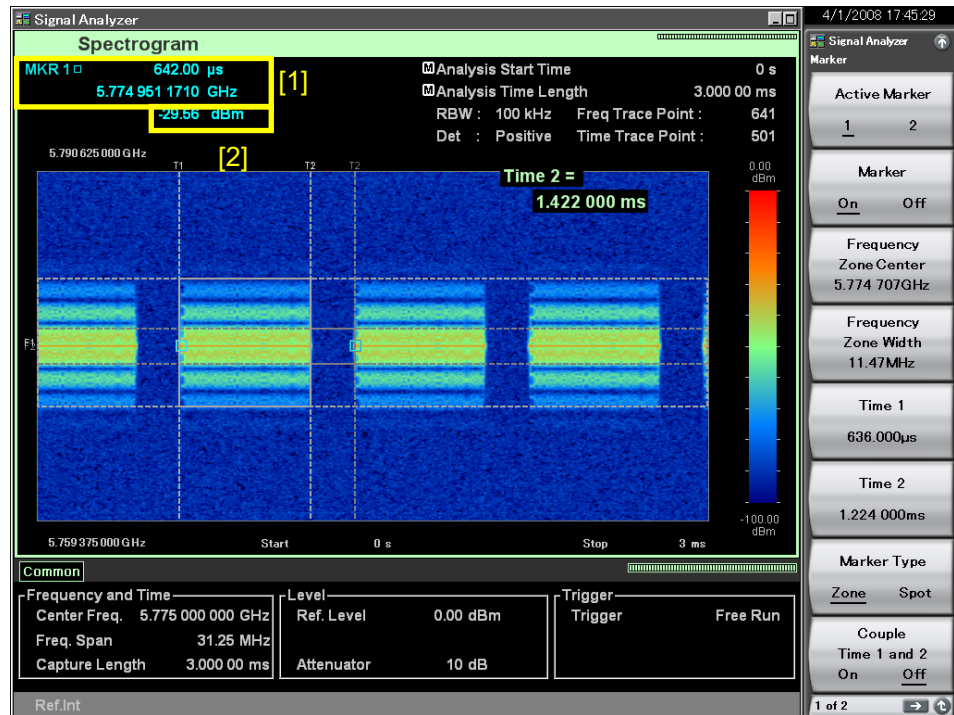 Signal Analyzer
Spectrogram
MKR 1 642.00 µs
5.774 951 1710 GHz
-29.56 dBm
[1]
[2]
M Analysis Start Time 0 s
M Analysis Time Length 3.000 00 ms
RBW : 100 kHz Freq Trace Point : 641
Det : Positive Time Trace Point : 501
5.790 625 000 GHz
T1 T2 T2
Time 2 =
1.422 000 ms
0.00
dBm
F1
-100.00
dBm
5.759 375 000 GHz Start 0 s Stop 3 ms
Common
Frequency and Time
Center Freq. 5.775 000 000 GHz
Freq. Span 31.25 MHz
Capture Length 3.000 00 ms
Level
Ref. Level 0.00 dBm
Attenuator 10 dB
Trigger
Trigger Free Run
Ref.Int
4/1/2008 17:45:29
Signal Analyzer
Marker
Active Marker
1 2
Marker
On Off
Frequency
Zone Center
5.774 707GHz
Frequency
Zone Width
11.47MHz
Time 1
636.000µs
Time 2
1.224 000ms
Marker Type
Zone Spot
Couple
Time 1 and 2
On Off
1 of 2